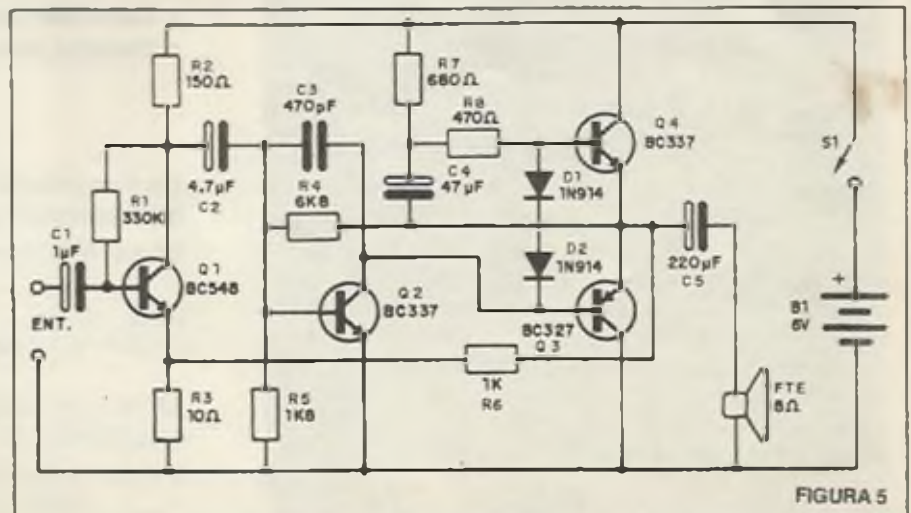 R2
150Ω
C3
470pF
R7
680Ω
R8
470Ω
Q4
BC337
S1
R1
330K
4.7µF
C2
R4
6K8
C4
47µF
D1
1N914
C1
1µF
Q1
BC548
ENT.
Q2
BC337
D2
1N914
220µF
C5
+
B1
6V
BC327
Q3
R3
10Ω
R5
1K8
1K
R6
FTE
8Ω
FIGURA 5